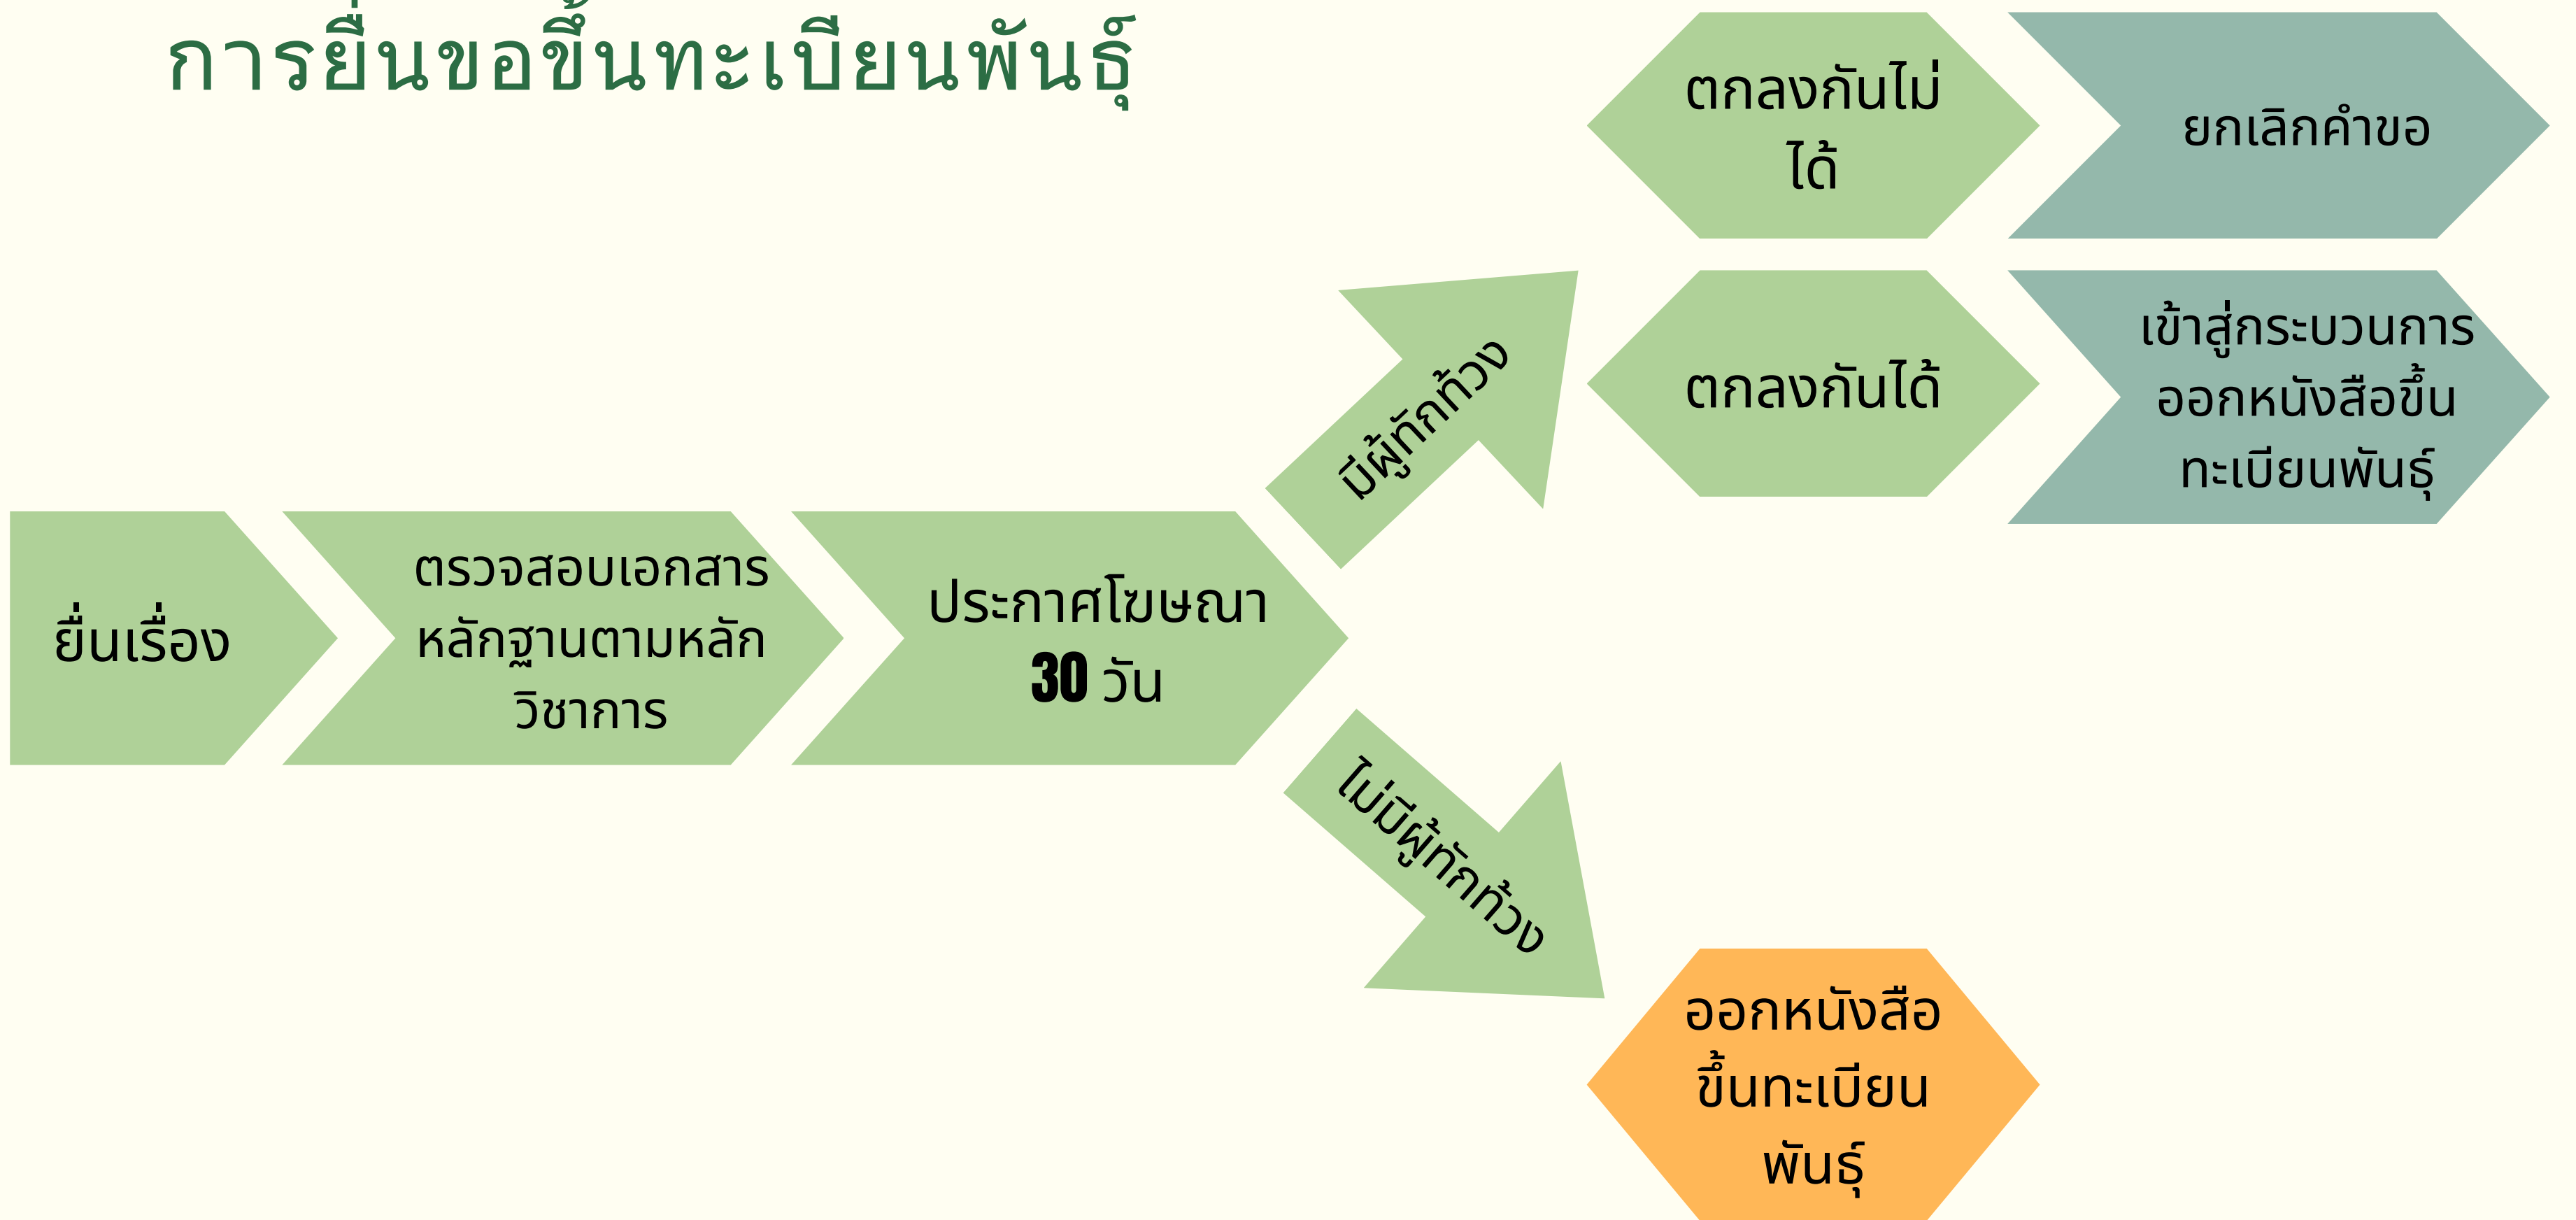 การยื่นขอขึ้นทะเบียนพันธุ์
ยื่นเรื่อง
ตรวจสอบเอกสาร
หลักฐานตามหลัก
วิชาการ
ประกาศโฆษณา
30 วัน
มีผู้ทักท้วง
ตกลงกันไม่
ได้
ยกเลิกคำขอ
ตกลงกันได้
เข้าสู่กระบวนการ
ออกหนังสือขึ้น
ทะเบียนพันธุ์
ไม่มีผู้ทักท้วง
ออกหนังสือ
ขึ้นทะเบียน
พันธุ์